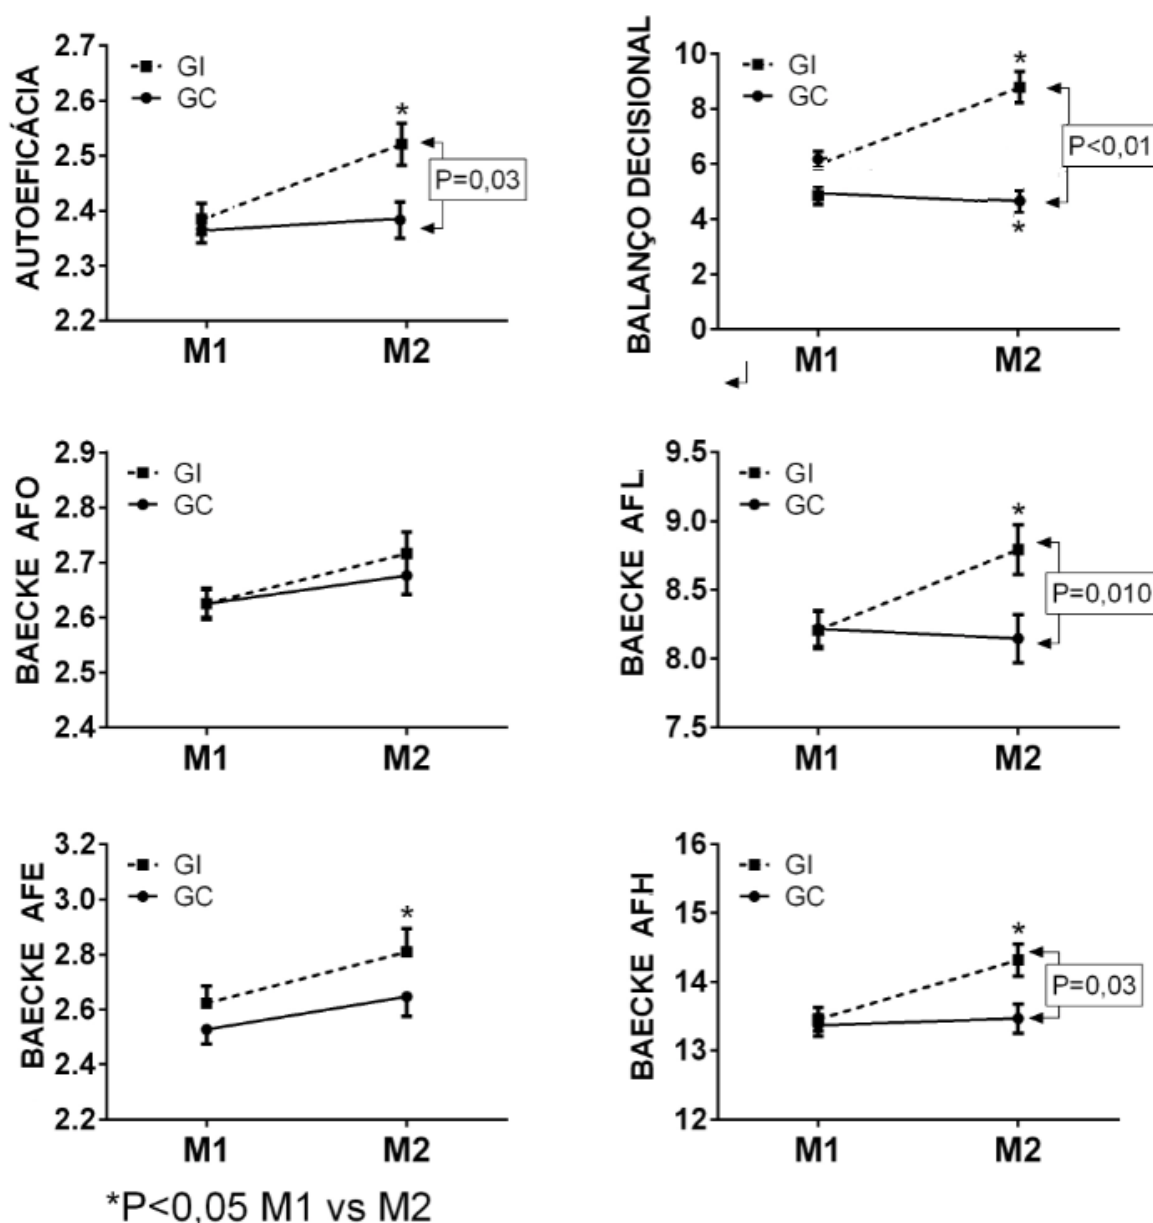 AUTOEFICÁCIA
2.7
2.6
2.5
2.4
2.3
2.2
GI
GC
*
P=0,03
M1 M2
BALANÇO DECISIONAL
10
8
6
4
2
0
GI
GC
*
*
P<0,01
M1 M2
BAECKE AFO
2.9
2.8
2.7
2.6
2.5
2.4
GI
GC
M1 M2
BAECKE AFL
9.5
9.0
8.5
8.0
7.5
GI
GC
*
P=0,010
M1 M2
BAECKE AFE
3.2
3.0
2.8
2.6
2.4
2.2
GI
GC
*
M1 M2
BAECKE AFH
16
15
14
13
12
GI
GC
*
P=0,03
M1 M2
*P<0,05 M1 vs M2